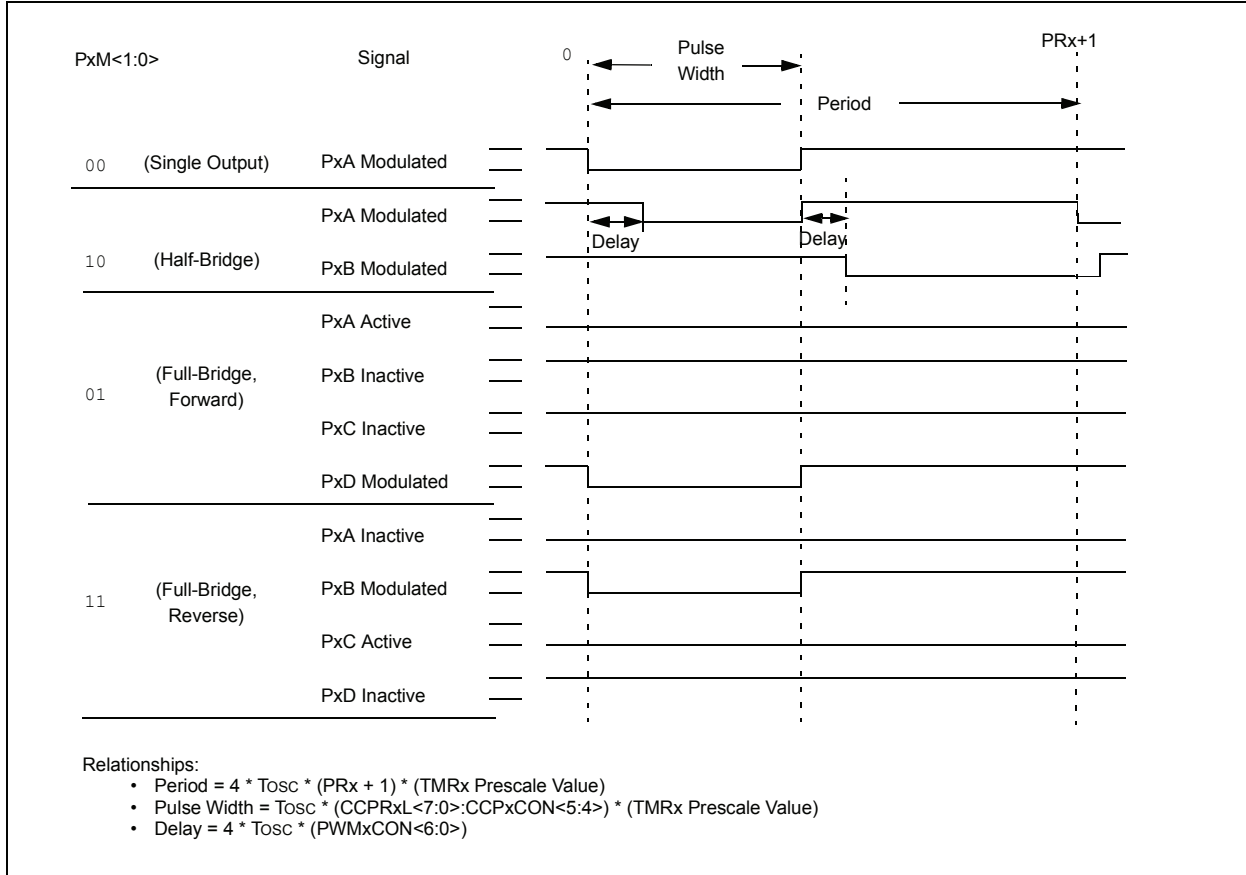 PxM<1:0>
Signal
0
Pulse
Width
PRx+1
Period
00 (Single Output) PxA Modulated
PxA Modulated
Delay
Delay
10 (Half-Bridge) PxB Modulated
PxA Active
(Full-Bridge,
Forward)
PxB Inactive
01
PxC Inactive
PxD Modulated
PxA Inactive
(Full-Bridge,
Reverse)
PxB Modulated
11
PxC Active
PxD Inactive
Relationships:
• Period = 4 * TOSC * (PRx + 1) * (TMRx Prescale Value)
• Pulse Width = TOSC * (CCPRxL<7:0>:CCPxCON<5:4>) * (TMRx Prescale Value)
• Delay = 4 * TOSC * (PWMxCON<6:0>)